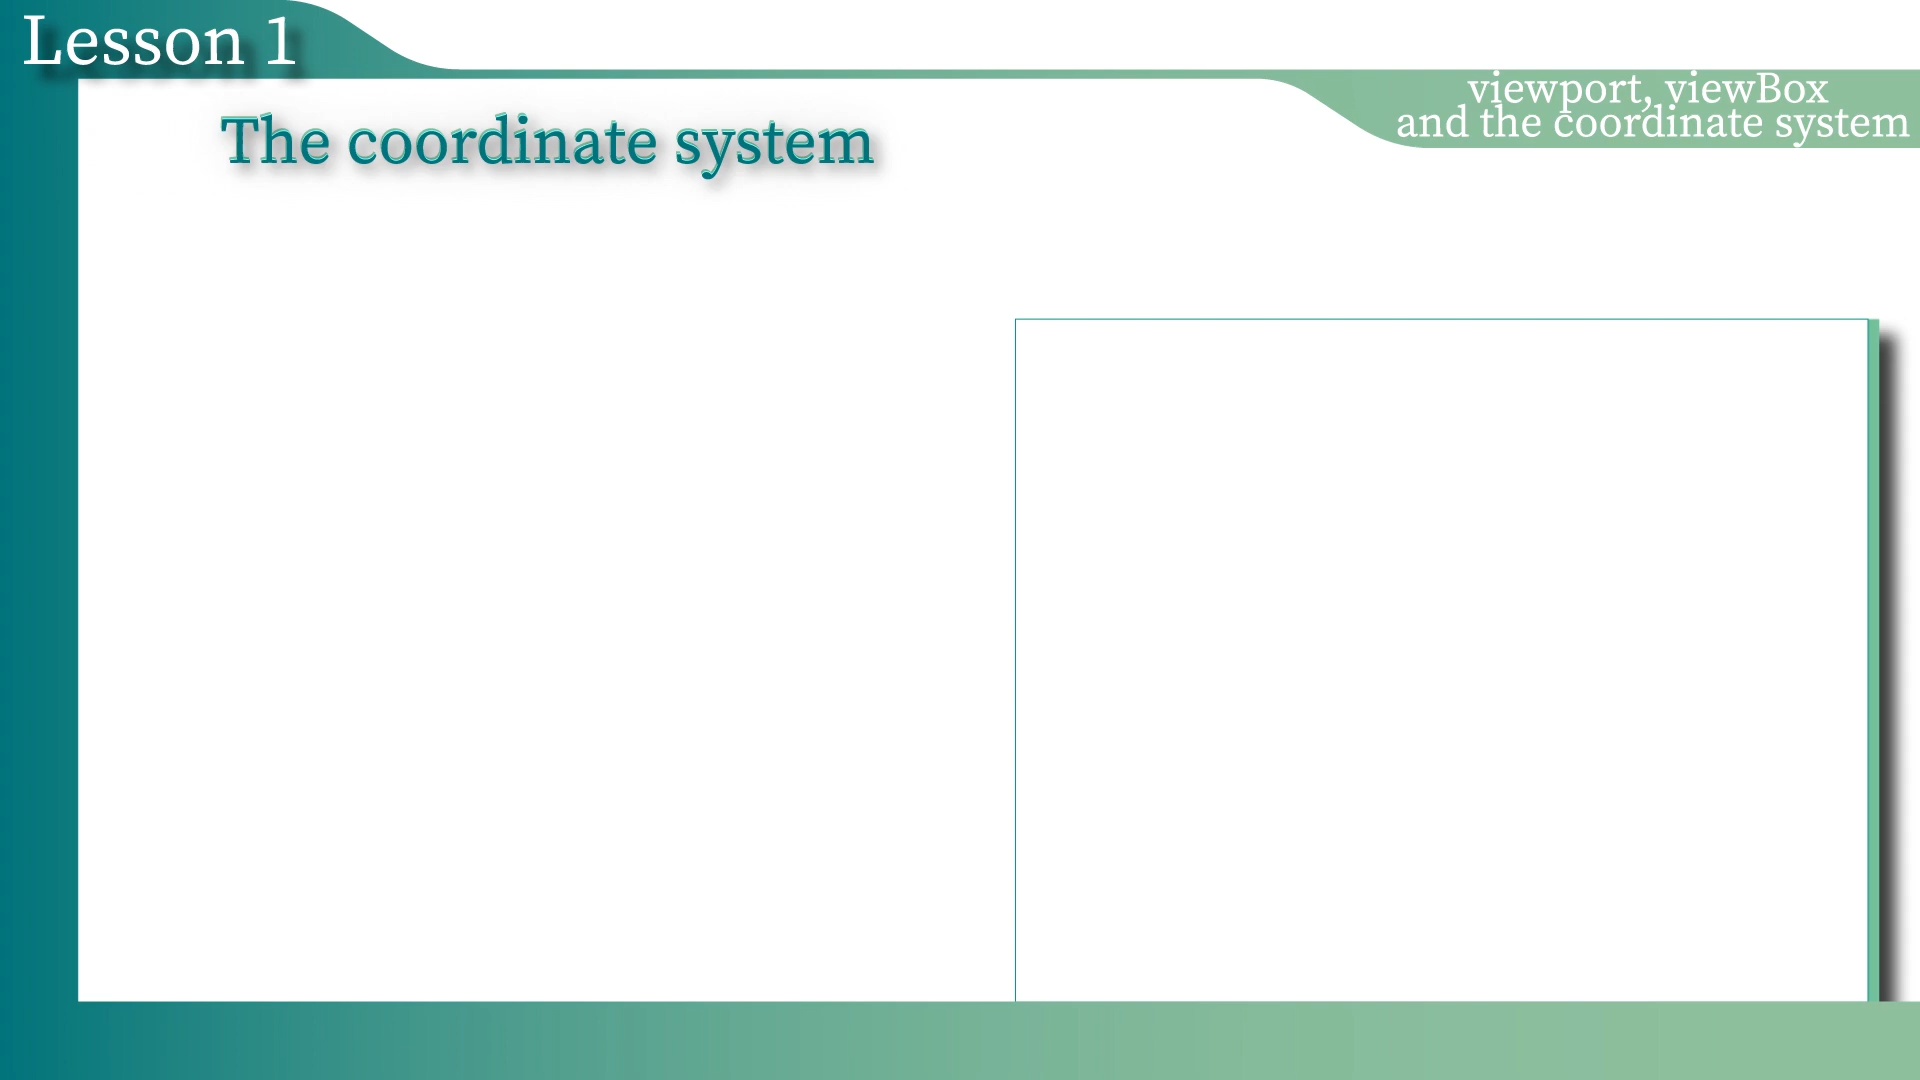 Lesson 1
viewport, viewBox
and the coordinate system
The coordinate system